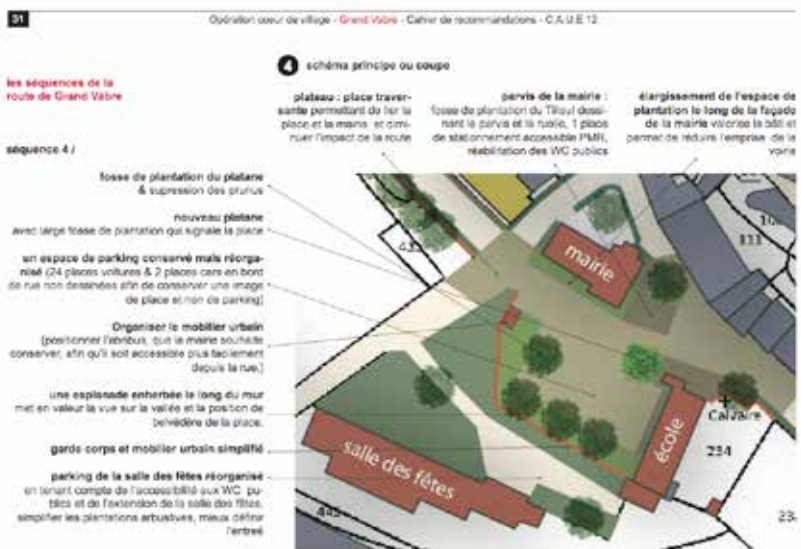 31
Opération coeur de village - Grand Vabre - Cahier de recommandations - C.A.U.E 12
les séquences de la
route de Grand Vabre
séquence 4 /
4 schéma principe ou coupe
plateau : place traver-
sante permettant de lier la
place et la mairie et dimi-
nuer l'impact de la route
parvis de la mairie :
fosse de plantation du Tilleul dessi-
nant le parvis et la ruelle, 1 place
de stationnement accessible PMR,
réabilitation des WC publics
élargissement de l'espace de
plantation le long de la façade
de la mairie valorise le bâti et
permet de réduire l'emprise de la
voirie
fosse de plantation du platane
& supression des prunus
nouveau platane
avec large fosse de plantation qui signale la place
un espace de parking conservé mais réorga-
nisé (24 places voitures & 2 places cars en bord
de rue non dessinées afin de conserver une image
de place et non de parking)
Organiser le mobilier urbain
(positionner l'abribus, que la mairie souhaite
conserver, afin qu'il soit accessible plus facilement
depuis la rue.)
une esplanade enherbée le long du mur
met en valeur la vue sur la vallée et la position de
belvédère de la place.
garde corps et mobilier urbain simplifié
parking de la salle des fêtes réorganisé
en tenant compte de l'accessibilité aux WC pu-
blics et de l'extension de la salle des fêtes,
simplifier les plantations arbustives, mieux définir
l'entreé
mairie
111
Calvaire
école
234
salle des fêtes